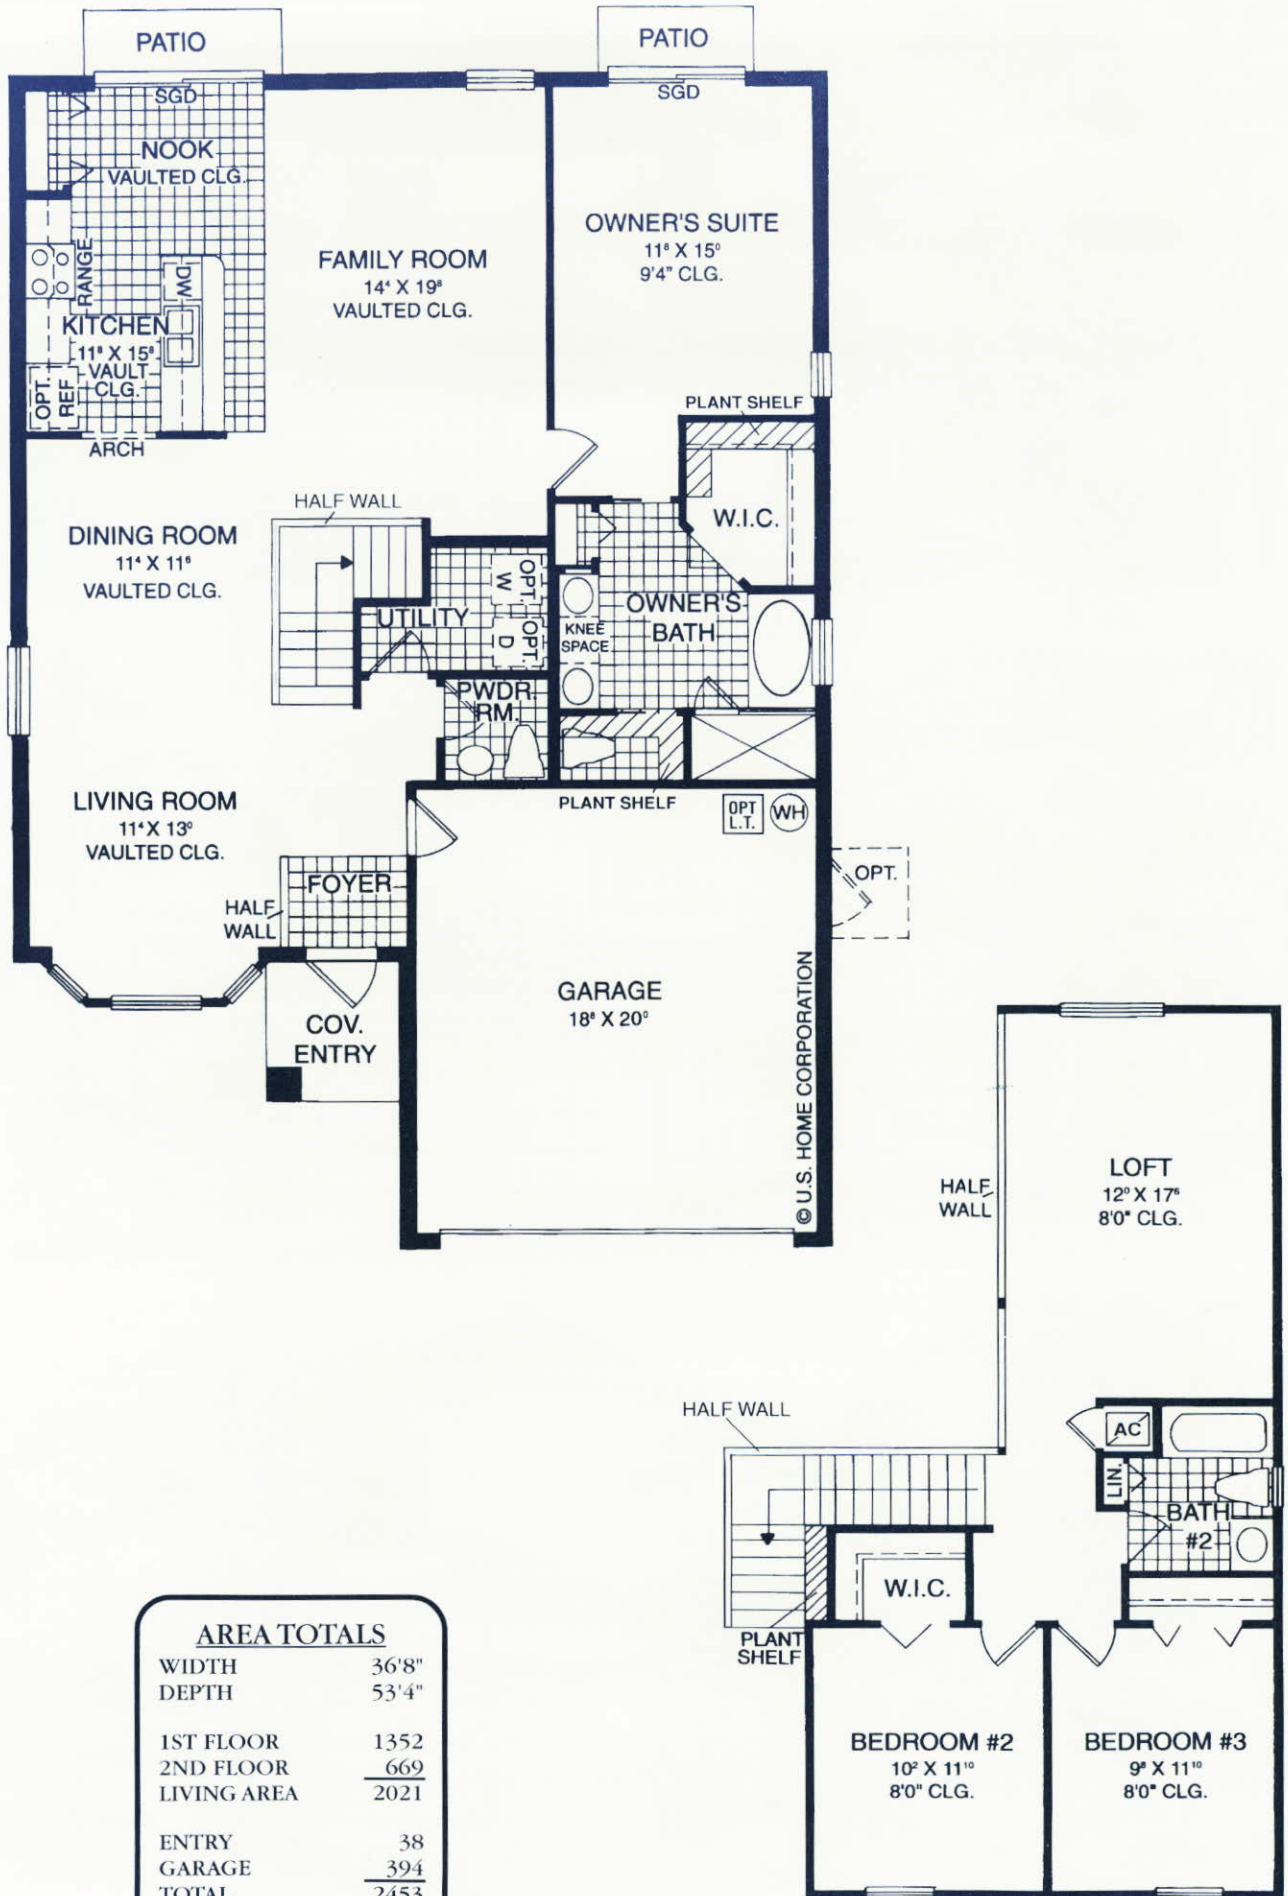 PATIO
PATIO
SGD
SGD
NOOK
VAULTED CLG.
FAMILY ROOM
14⁴ X 19⁸
VAULTED CLG.
OWNER'S SUITE
11⁸ X 15⁰
9'4" CLG.
RANGE
DW
KITCHEN
11⁸ X 15⁸
VAULT
CLG.
OPT.
REF
ARCH
PLANT SHELF
W.I.C.
HALF WALL
DINING ROOM
11⁴ X 11⁶
VAULTED CLG.
OPT.
W
UTILITY
OPT.
D
KNEE
SPACE
OWNER'S
BATH
PWDR.
RM.
LIVING ROOM
11⁴ X 13⁰
VAULTED CLG.
PLANT SHELF
OPT
L.T.
WH
FOYER
HALF
WALL
OPT.
COV.
ENTRY
GARAGE
18⁸ X 20⁰
© U.S. HOME CORPORATION
LOFT
12⁰ X 17⁶
8'0" CLG.
HALF
WALL
HALF WALL
AC
LIN.
BATH
#2
W.I.C.
PLANT
SHELF
BEDROOM #2
10² X 11¹⁰
8'0" CLG.
BEDROOM #3
9⁸ X 11¹⁰
8'0" CLG.
AREA TOTALS
WIDTH 36'8"
DEPTH 53'4"
1ST FLOOR 1352
2ND FLOOR 669
LIVING AREA 2021
ENTRY 38
GARAGE 394
TOTAL 2453